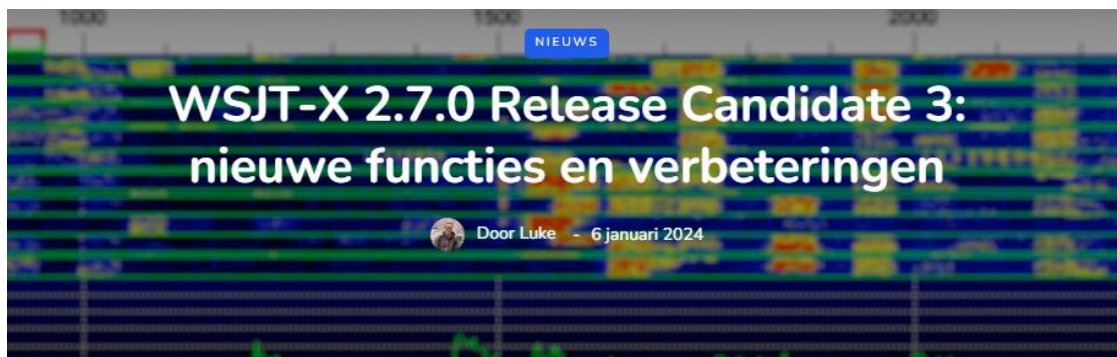 1000 1500 2000
NIEUWS
WSJT-X 2.7.0 Release Candidate 3:
nieuwe functies en verbeteringen
Door Luke - 6 januari 2024